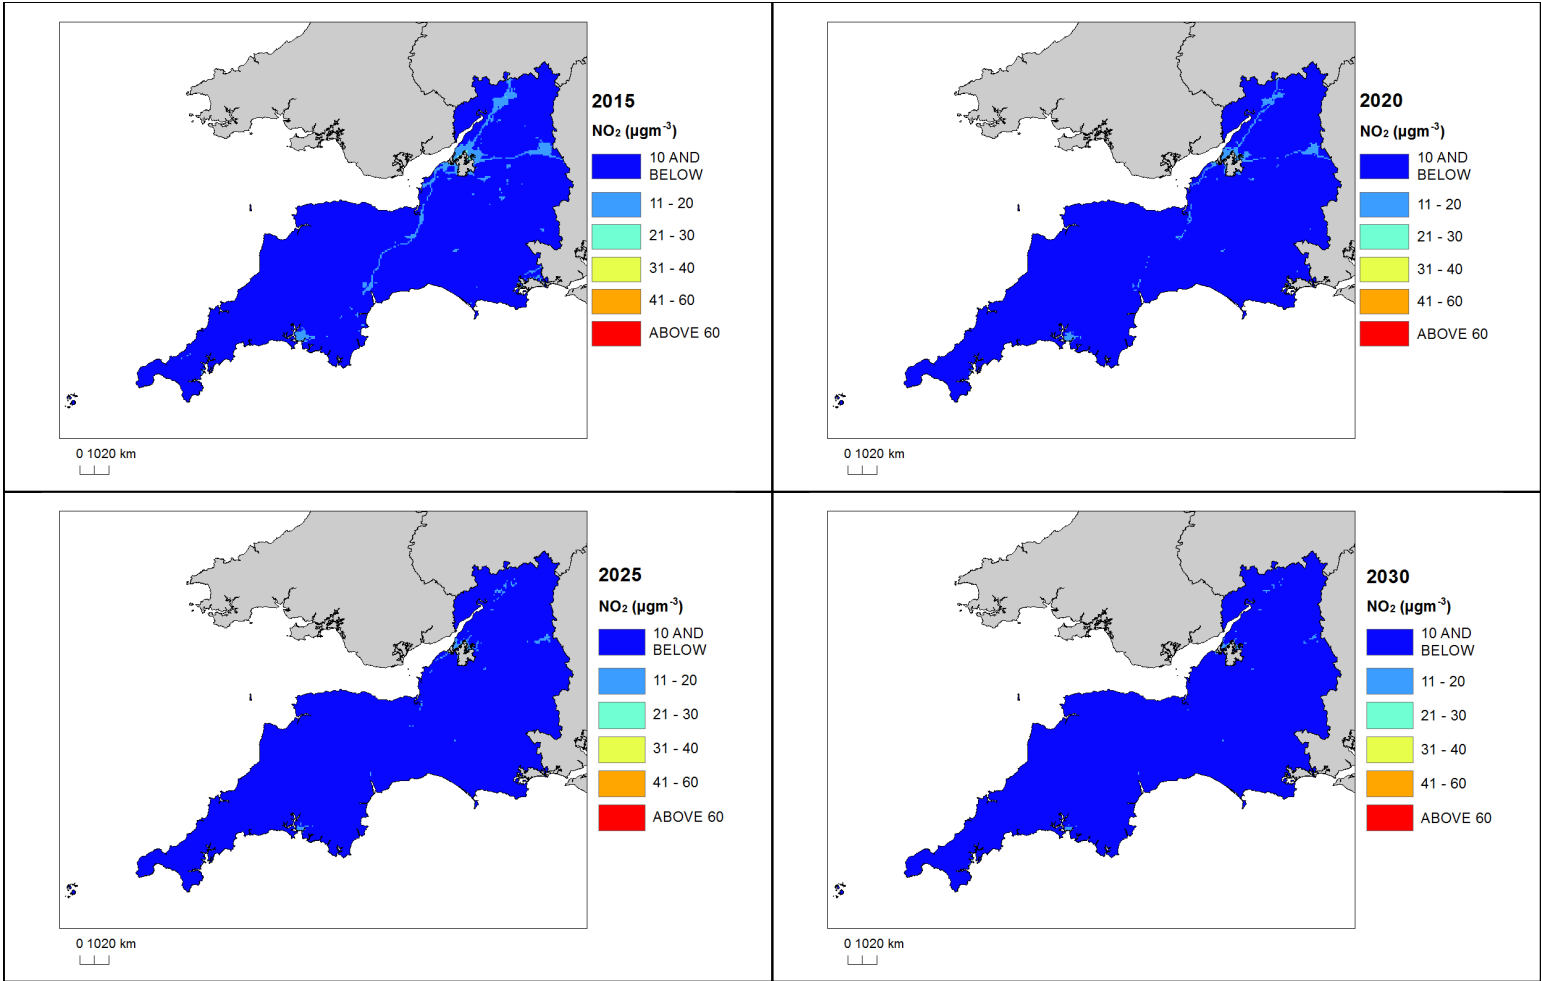 2015
NO₂ (µgm⁻³)
10 AND
BELOW
11 - 20
21 - 30
31 - 40
41 - 60
ABOVE 60
0 1020 km
2020
NO₂ (µgm⁻³)
10 AND
BELOW
11 - 20
21 - 30
31 - 40
41 - 60
ABOVE 60
0 1020 km
2025
NO₂ (µgm⁻³)
10 AND
BELOW
11 - 20
21 - 30
31 - 40
41 - 60
ABOVE 60
0 1020 km
2030
NO₂ (µgm⁻³)
10 AND
BELOW
11 - 20
21 - 30
31 - 40
41 - 60
ABOVE 60
0 1020 km